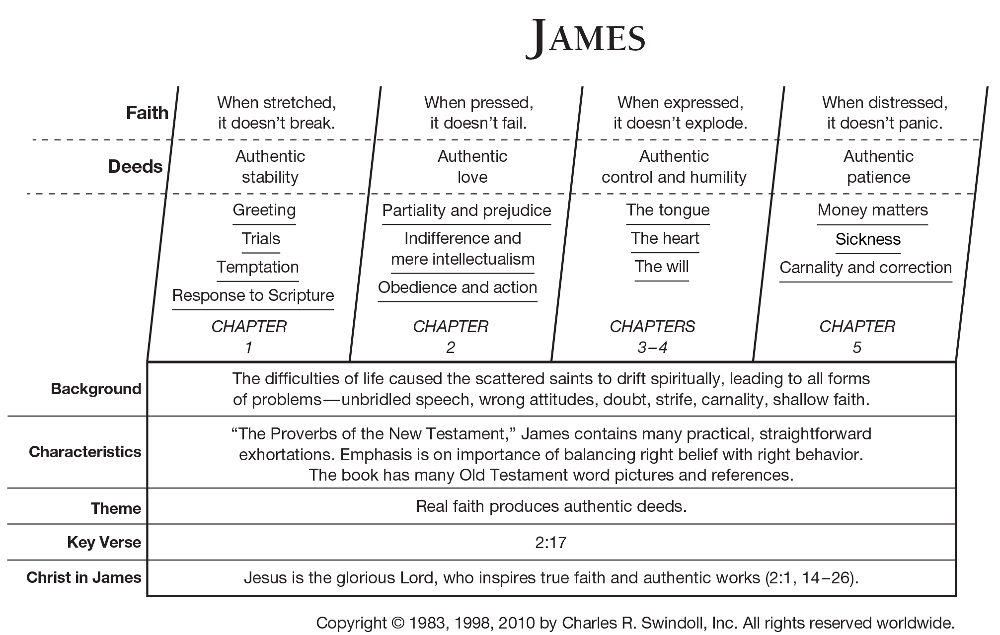 JAMES
Faith
When stretched,
it doesn’t break.
When pressed,
it doesn’t fail.
When expressed,
it doesn’t explode.
When distressed,
it doesn’t panic.
Deeds
Authentic
stability
Authentic
love
Authentic
control and humility
Authentic
patience
Greeting
Trials
Temptation
Response to Scripture
CHAPTER
1
Partiality and prejudice
Indifference and
mere intellectualism
Obedience and action
CHAPTER
2
The tongue
The heart
The will
CHAPTERS
3–4
Money matters
Sickness
Carnality and correction
CHAPTER
5
Background
The difficulties of life caused the scattered saints to drift spiritually, leading to all forms
of problems—unbridled speech, wrong attitudes, doubt, strife, carnality, shallow faith.
Characteristics
“The Proverbs of the New Testament,” James contains many practical, straightforward
exhortations. Emphasis is on importance of balancing right belief with right behavior.
The book has many Old Testament word pictures and references.
Theme
Real faith produces authentic deeds.
Key Verse
2:17
Christ in James
Jesus is the glorious Lord, who inspires true faith and authentic works (2:1, 14–26).
Copyright © 1983, 1998, 2010 by Charles R. Swindoll, Inc. All rights reserved worldwide.